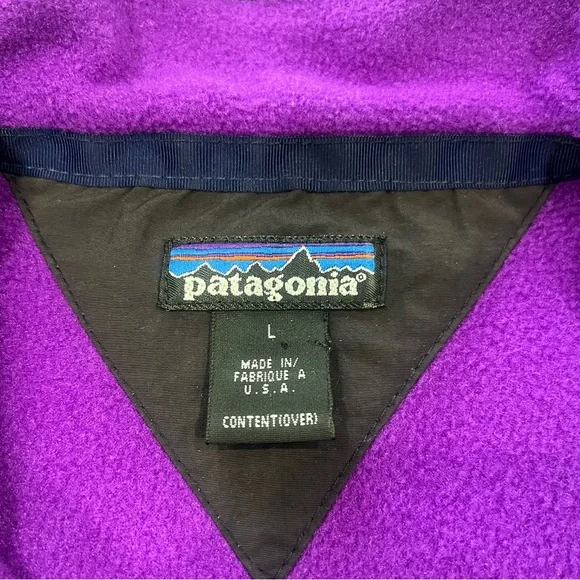 patagonia®
L
MADE IN/
FABRIQUE A
U.S.A.
CONTENT(OVER)